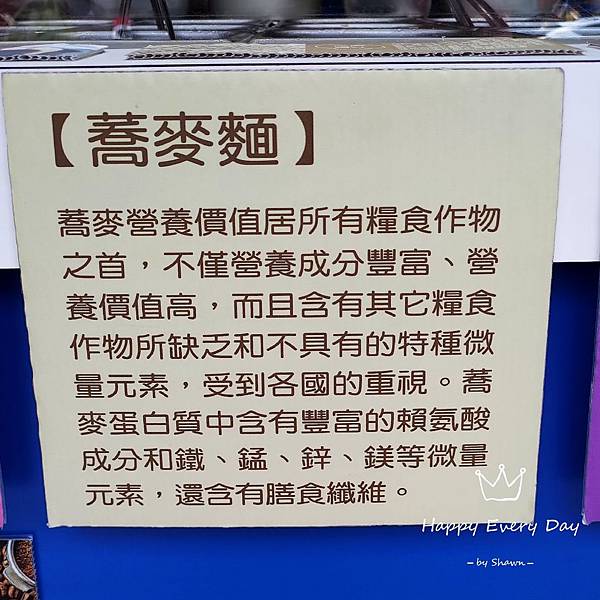 【蕎麥麵】
蕎麥營養價值居所有糧食作物
之首，不僅營養成分豐富、營
養價值高，而且含有其它糧食
作物所缺乏和不具有的特種微
量元素，受到各國的重視。蕎
麥蛋白質中含有豐富的賴氨酸
成分和鐵、錳、鋅、鎂等微量
元素，還含有膳食纖維。
Happy Every Day
－by Shawn－